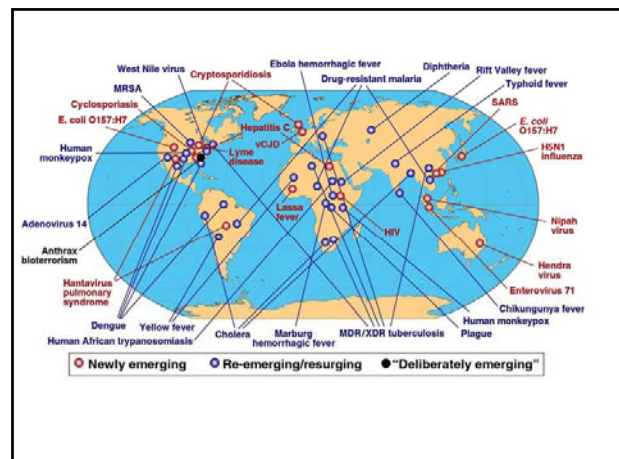 Ebola hemorrhagic fever
Diphtheria
West Nile virus
Cryptosporidiosis
Drug-resistant malaria
Rift Valley fever
MRSA
Typhoid fever
Cyclosporiasis
SARS
E. coli O157:H7
Hepatitis C
E. coli
O157:H7
Human
monkeypox
vCJD
Lyme
disease
H5N1
influenza
Lassa
fever
Adenovirus 14
HIV
Nipah
virus
Anthrax
bioterrorism
Hendra
virus
Hantavirus
pulmonary
syndrome
Enterovirus 71
Chikungunya fever
Dengue
Yellow fever
Cholera
Marburg
hemorrhagic fever
MDR/XDR tuberculosis
Human monkeypox
Plague
Human African trypanosomiasis
Newly emerging
Re-emerging/resurging
“Deliberately emerging”